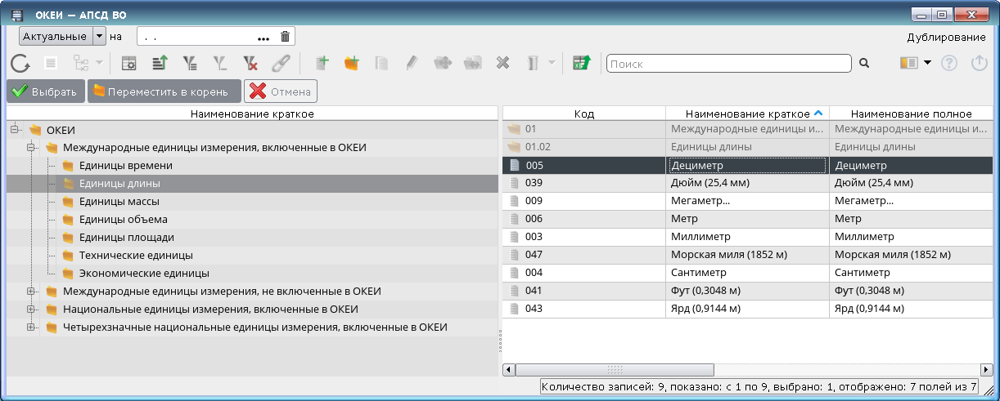 ОКЕИ — АПСД ВО
Актуальные на . . ...
Дублирование
Поиск
Выбрать Переместить в корень Отмена
Наименование краткое
ОКЕИ
Международные единицы измерения, включенные в ОКЕИ
Единицы времени
Единицы длины
Единицы массы
Единицы объема
Единицы площади
Технические единицы
Экономические единицы
Международные единицы измерения, не включенные в ОКЕИ
Национальные единицы измерения, включенные в ОКЕИ
Четырехзначные национальные единицы измерения, включенные в ОКЕИ
Код Наименование краткое Наименование полное
01 Международные единицы и... Международные единицы и...
01.02 Единицы длины Единицы длины
005 Дециметр Дециметр
039 Дюйм (25,4 мм) Дюйм (25,4 мм)
009 Мегаметр... Мегаметр...
006 Метр Метр
003 Миллиметр Миллиметр
047 Морская миля (1852 м) Морская миля (1852 м)
004 Сантиметр Сантиметр
041 Фут (0,3048 м) Фут (0,3048 м)
043 Ярд (0,9144 м) Ярд (0,9144 м)
Количество записей: 9, показано: с 1 по 9, выбрано: 1, отображено: 7 полей из 7